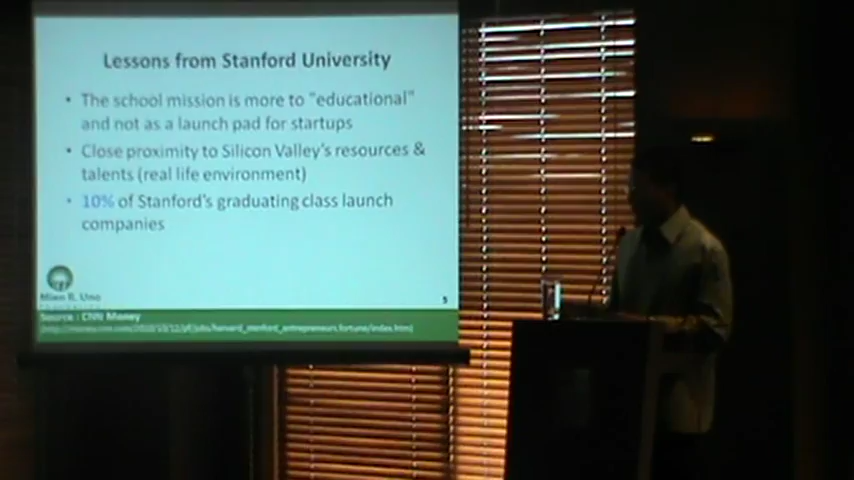 Lessons from Stanford University
• The school mission is more to "educational"
and not as a launch pad for startups
• Close proximity to Silicon Valley's resources &
talents (real life environment)
• 10% of Stanford's graduating class launch
companies
Mien R. Uno
5
Source : CNN Money